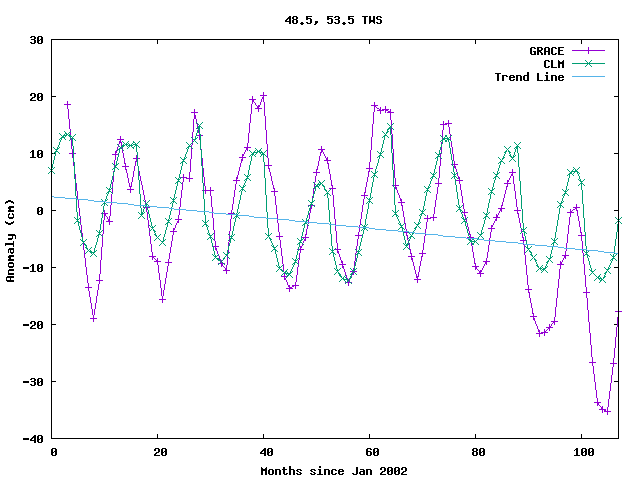 48.5, 53.5 TWS
GRACE
CLM
Trend Line
30
20
10
0
-10
-20
-30
-40
Anomaly (cm)
0 20 40 60 80 100
Months since Jan 2002